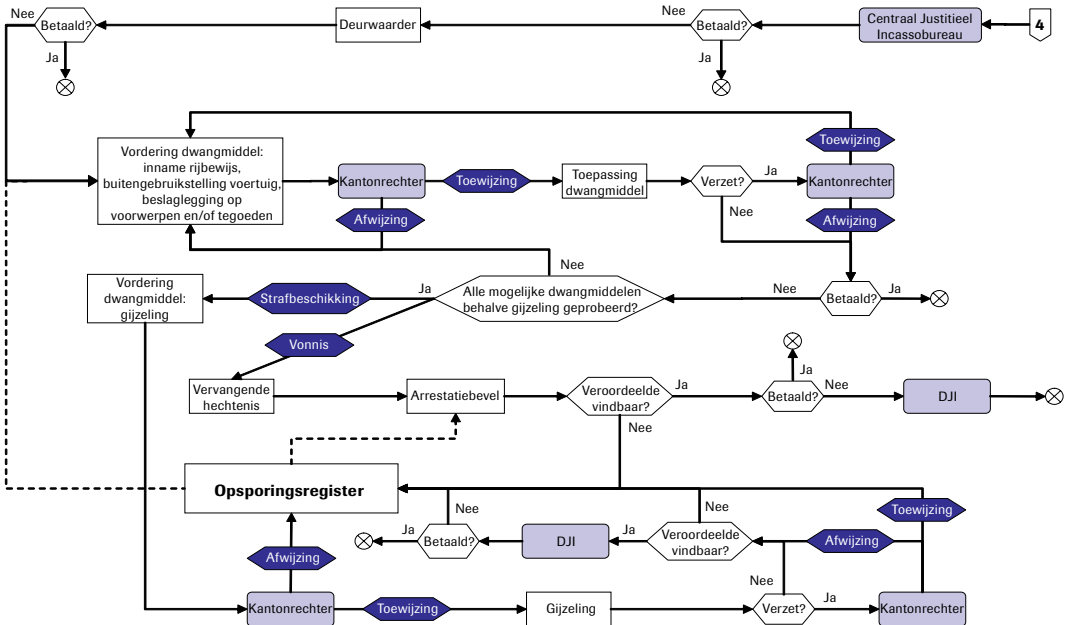 Nee
Betaald?
Ja
Deurwaarder
Nee
Betaald?
Ja
Centraal Justitieel
Incassobureau
4
Vordering dwangmiddel:
inname rijbewijs,
buitengebruikstelling voertuig,
beslaglegging op
voorwerpen en/of tegoeden
Kantonrechter
Afwijzing
Toewijzing
Toepassing
dwangmiddel
Verzet?
Ja
Nee
Toewijzing
Kantonrechter
Afwijzing
Vordering
dwangmiddel:
gijzeling
Strafbeschikking
Ja
Nee
Alle mogelijke dwangmiddelen
behalve gijzeling geprobeerd?
Nee
Betaald?
Ja
Vonnis
Vervangende
hechtenis
Arrestatiebevel
Veroordeelde
vindbaar?
Ja
Nee
Ja
Betaald?
Nee
DJI
Opsporingsregister
Nee
Ja
Betaald?
DJI
Ja
Nee
Veroordeelde
vindbaar?
Afwijzing
Toewijzing
Afwijzing
Kantonrechter
Toewijzing
Gijzeling
Nee
Verzet?
Ja
Kantonrechter